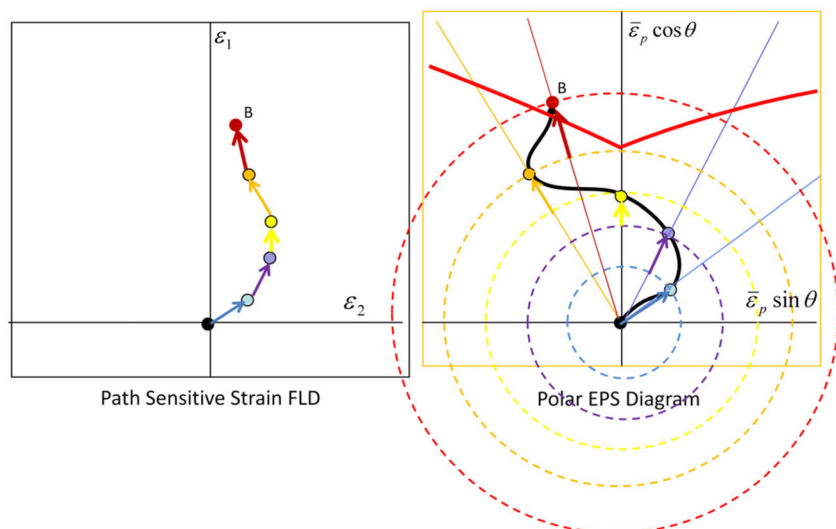 ε₁
B
ε₂
Path Sensitive Strain FLD
ε̄ₚ cos θ
B
ε̄ₚ sin θ
Polar EPS Diagram